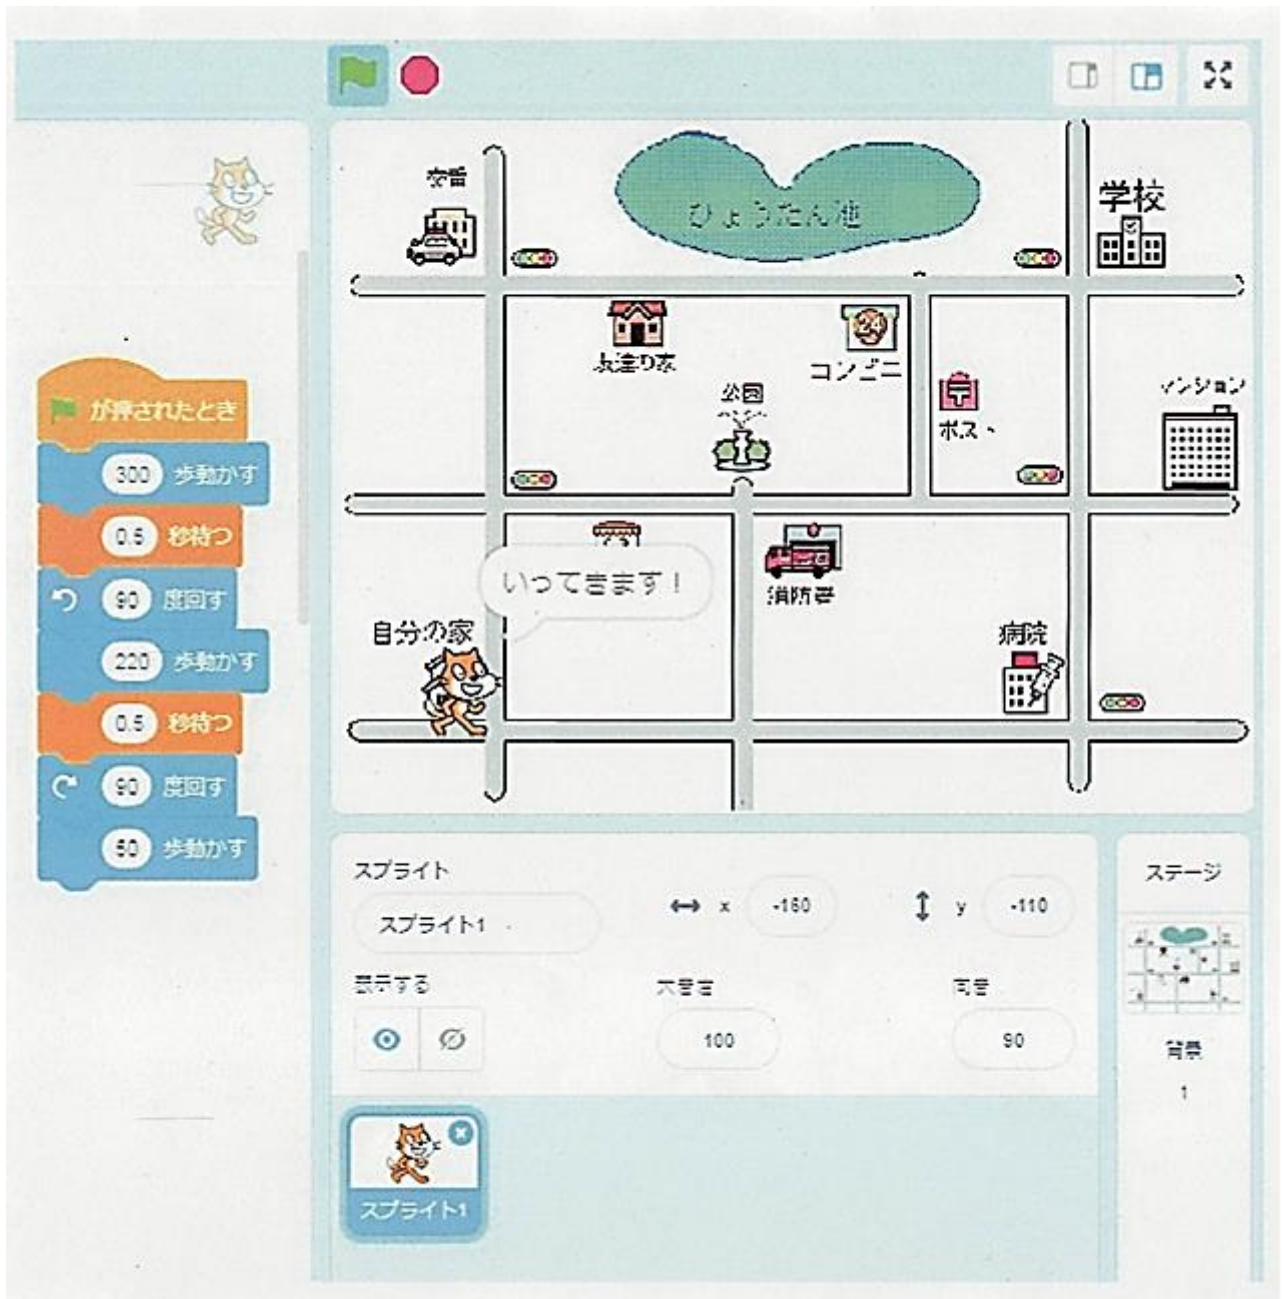 交番
ひょうたん池
学校
友達の家
コンビニ
公園
ポスト
マンション
が押されたとき
300 歩動かす
0.5 秒待つ
90 度回す
220 歩動かす
0.5 秒待つ
90 度回す
50 歩動かす
いってきます！
消防署
自分の家
病院
スプライト
スプライト1
x -160
y -110
表示する
大きさ
100
向き
90
スプライト1
ステージ
背景
1